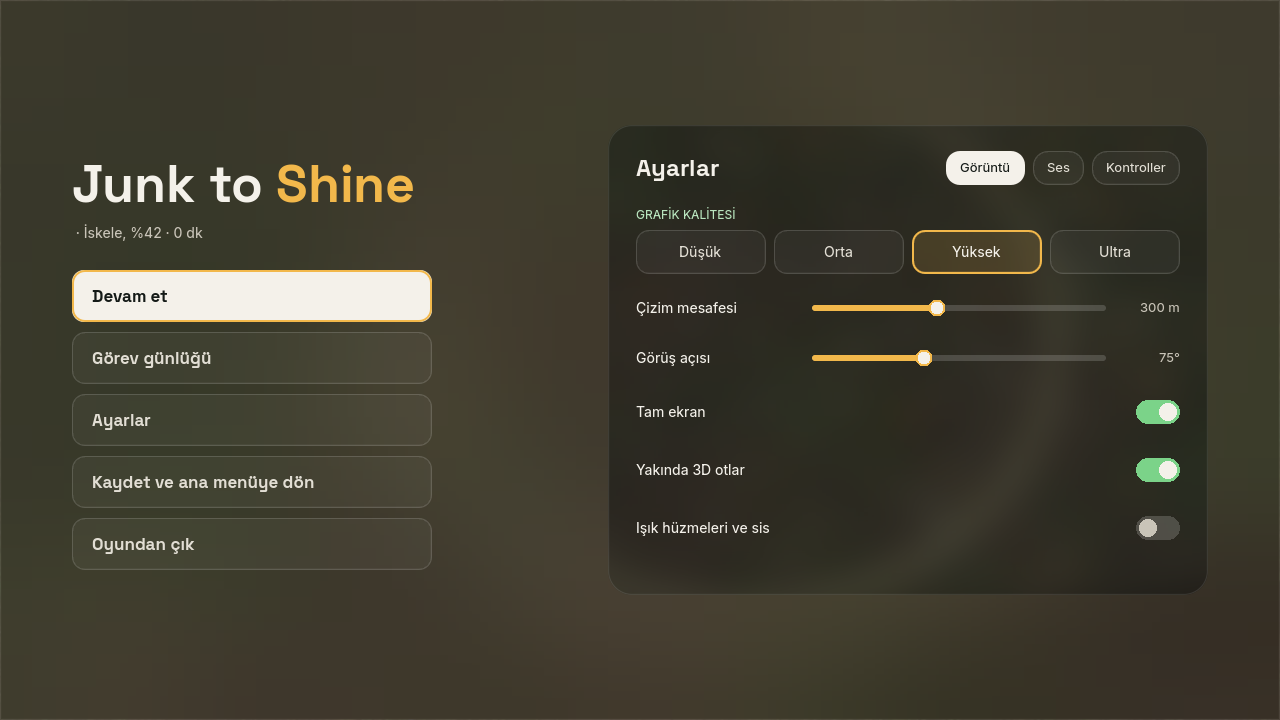 Junk to Shine
· İskele, %42 · 0 dk
Devam et
Görev günlüğü
Ayarlar
Kaydet ve ana menüye dön
Oyundan çık
Ayarlar
Görüntü
Ses
Kontroller
GRAFİK KALİTESİ
Düşük
Orta
Yüksek
Ultra
Çizim mesafesi
300 m
Görüş açısı
75°
Tam ekran
Yakında 3D otlar
Işık hüzmeleri ve sis